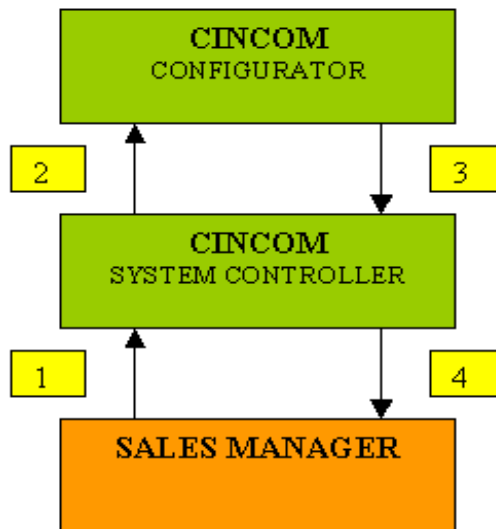 CINCOM
CONFIGURATOR
2
3
CINCOM
SYSTEM CONTROLLER
1
4
SALES MANAGER